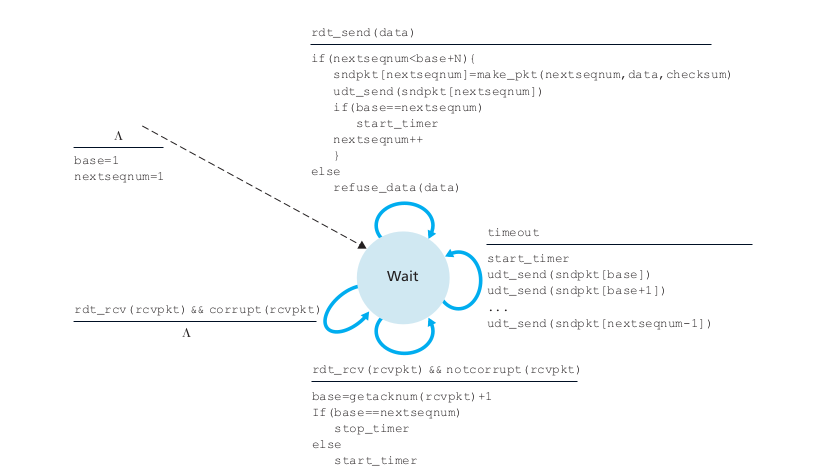 rdt_send(data)
if(nextseqnum<base+N){
sndpkt[nextseqnum]=make_pkt(nextseqnum,data,checksum)
udt_send(sndpkt[nextseqnum])
if(base==nextseqnum)
start_timer
nextseqnum++
}
else
refuse_data(data)
Λ
base=1
nextseqnum=1
Wait
timeout
start_timer
udt_send(sndpkt[base])
udt_send(sndpkt[base+1])
...
udt_send(sndpkt[nextseqnum-1])
rdt_rcv(rcvpkt) && corrupt(rcvpkt)
Λ
rdt_rcv(rcvpkt) && notcorrupt(rcvpkt)
base=getacknum(rcvpkt)+1
If(base==nextseqnum)
stop_timer
else
start_timer